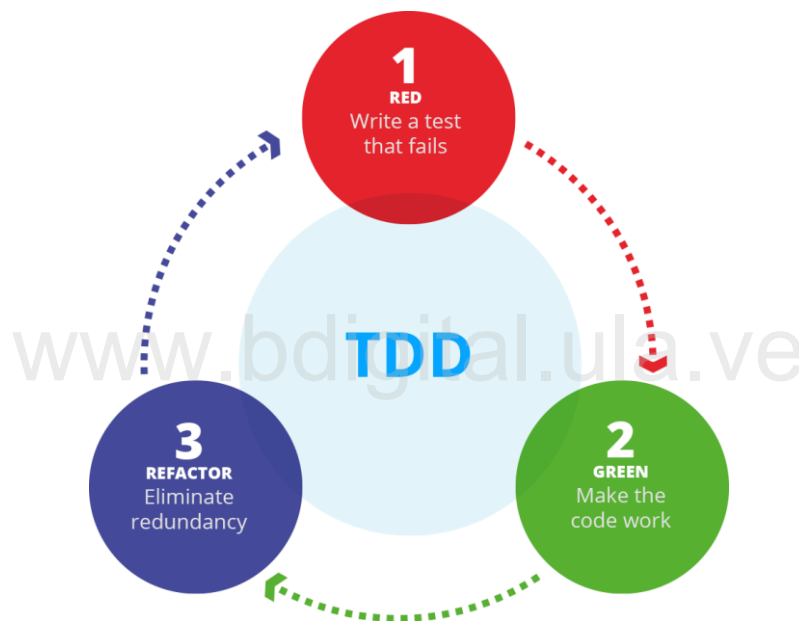 1
RED
Write a test
that fails
TDD
www.bdigital.ula.ve
3
REFACTOR
Eliminate
redundancy
2
GREEN
Make the
code work